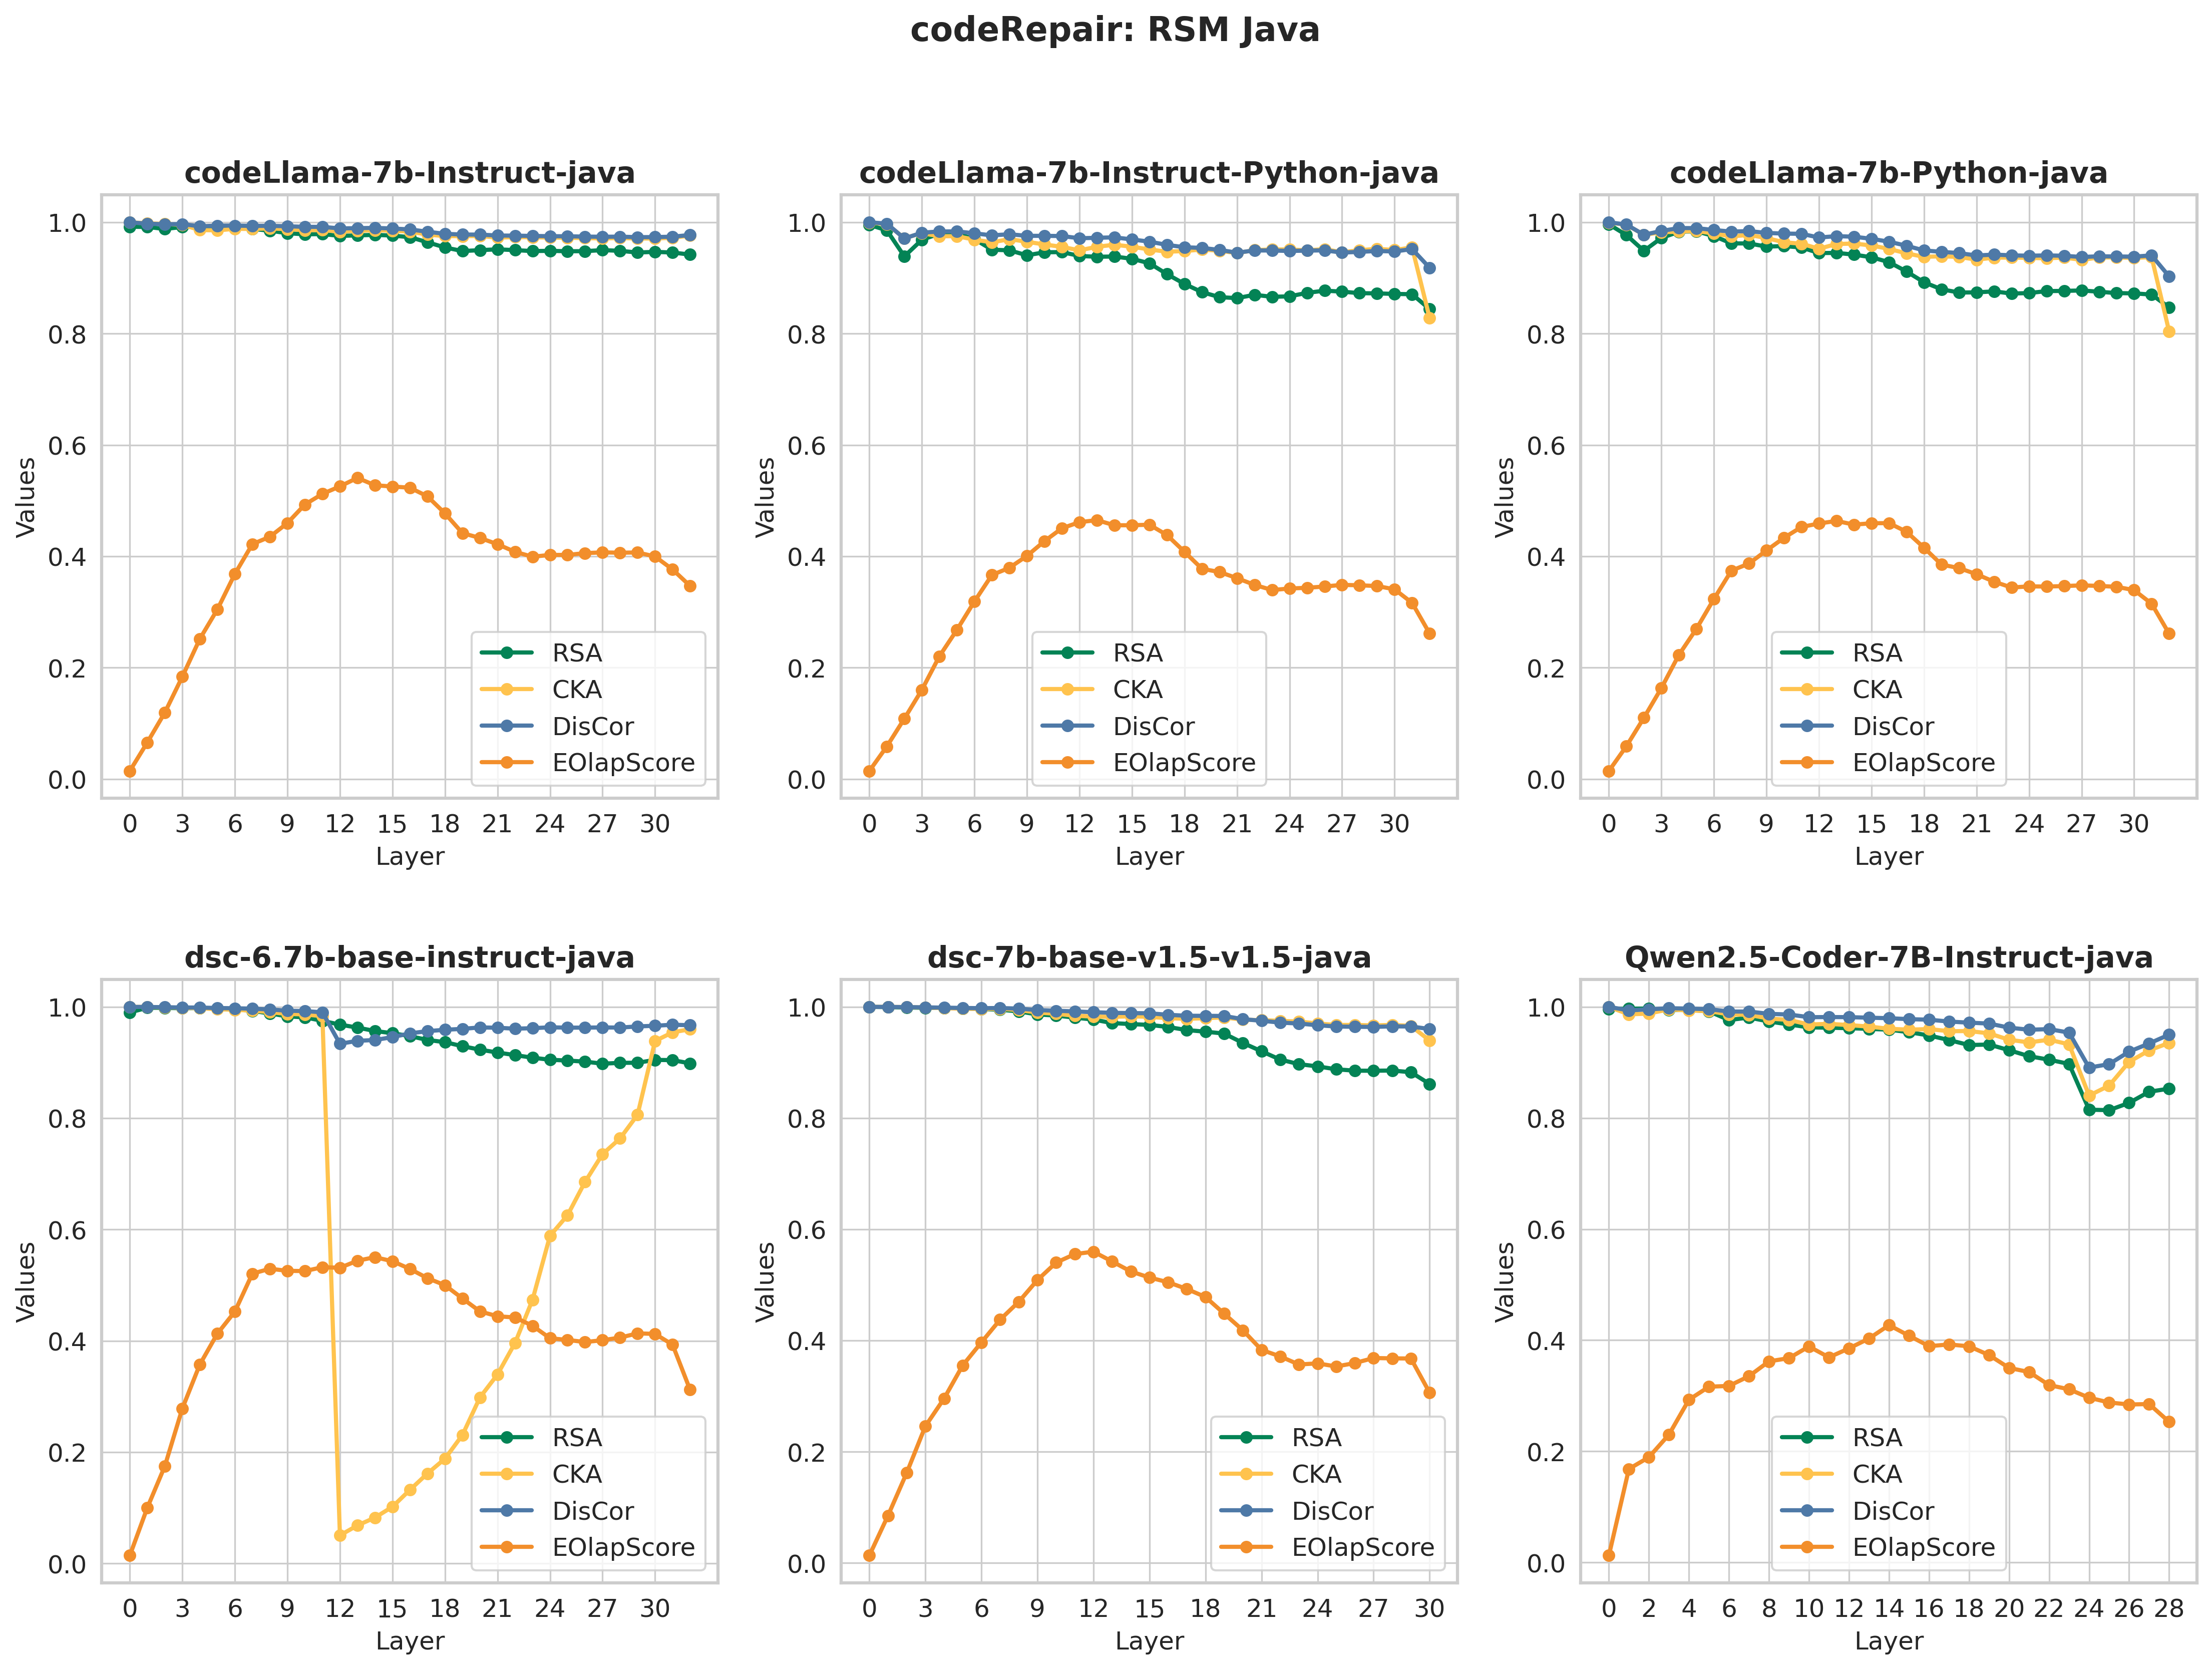 codeRepair: RSM Java
codeLlama-7b-Instruct-java
1.0
0.8
0.6
0.4
0.2
0.0
Values
0 3 6 9 12 15 18 21 24 27 30
Layer
RSA
CKA
DisCor
EOlapScore
codeLlama-7b-Instruct-Python-java
1.0
0.8
0.6
0.4
0.2
0.0
Values
0 3 6 9 12 15 18 21 24 27 30
Layer
RSA
CKA
DisCor
EOlapScore
codeLlama-7b-Python-java
1.0
0.8
0.6
0.4
0.2
0.0
Values
0 3 6 9 12 15 18 21 24 27 30
Layer
RSA
CKA
DisCor
EOlapScore
dsc-6.7b-base-instruct-java
1.0
0.8
0.6
0.4
0.2
0.0
Values
0 3 6 9 12 15 18 21 24 27 30
Layer
RSA
CKA
DisCor
EOlapScore
dsc-7b-base-v1.5-v1.5-java
1.0
0.8
0.6
0.4
0.2
0.0
Values
0 3 6 9 12 15 18 21 24 27 30
Layer
RSA
CKA
DisCor
EOlapScore
Qwen2.5-Coder-7B-Instruct-java
1.0
0.8
0.6
0.4
0.2
0.0
Values
0 2 4 6 8 10 12 14 16 18 20 22 24 26 28
Layer
RSA
CKA
DisCor
EOlapScore